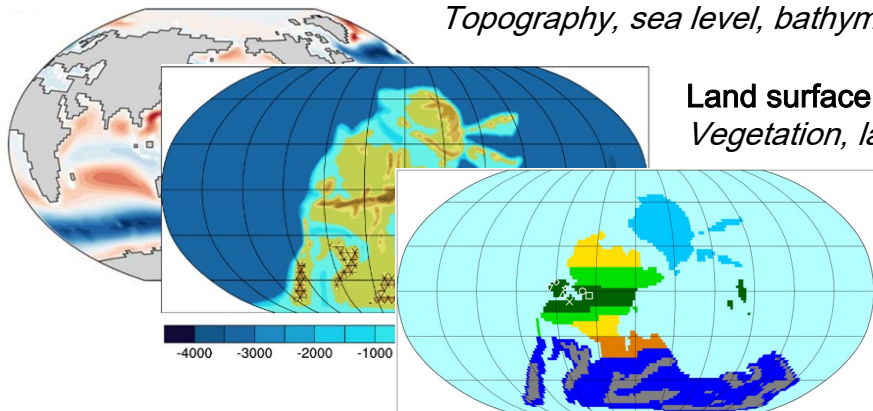 Topography, sea level, bathym
Land surface
Vegetation, la
-4000 -3000 -2000 -1000